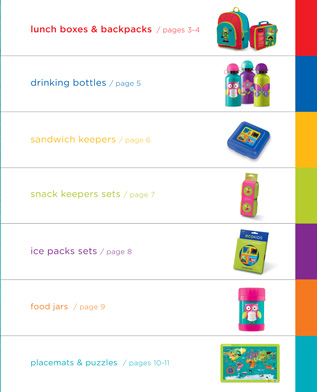 lunch boxes & backpacks / pages 3-4
drinking bottles / page 5
sandwich keepers / page 6
snack keepers sets / page 7
ice packs sets / page 8
food jars / page 9
placemats & puzzles / pages 10-11